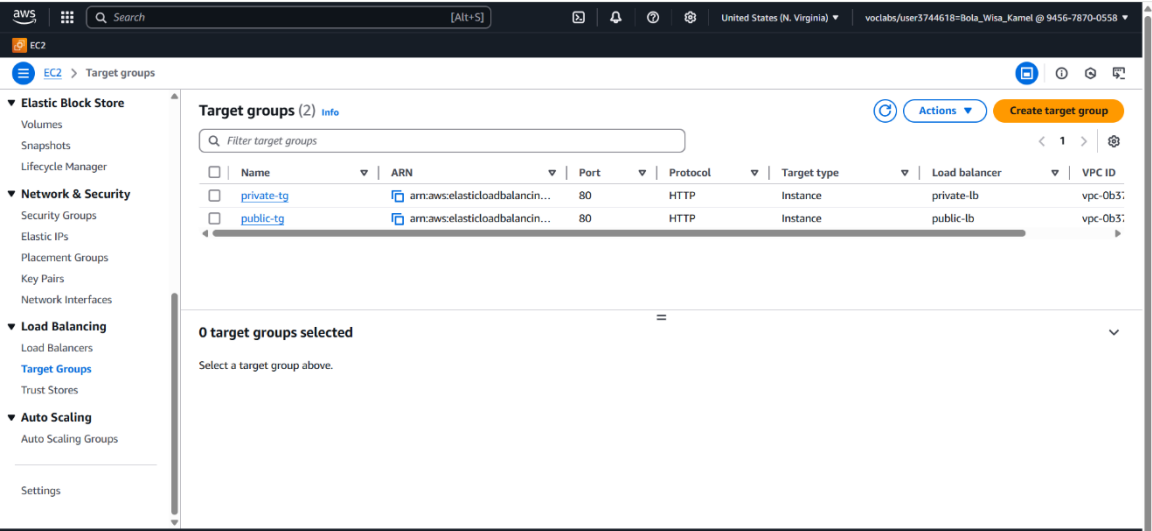 aws Search [Alt+S] United States (N. Virginia) voclabs/user3744618=Bola_Wisa_Kamel @ 9456-7870-0558
EC2
EC2 > Target groups
Elastic Block Store
Volumes
Snapshots
Lifecycle Manager
Network & Security
Security Groups
Elastic IPs
Placement Groups
Key Pairs
Network Interfaces
Load Balancing
Load Balancers
Target Groups
Trust Stores
Auto Scaling
Auto Scaling Groups
Settings
Target groups (2) Info Actions Create target group
Filter target groups 1
Name ARN Port Protocol Target type Load balancer VPC ID
private-tg arn:aws:elasticloadbalancin... 80 HTTP Instance private-lb vpc-0b37
public-tg arn:aws:elasticloadbalancin... 80 HTTP Instance public-lb vpc-0b37
0 target groups selected
Select a target group above.